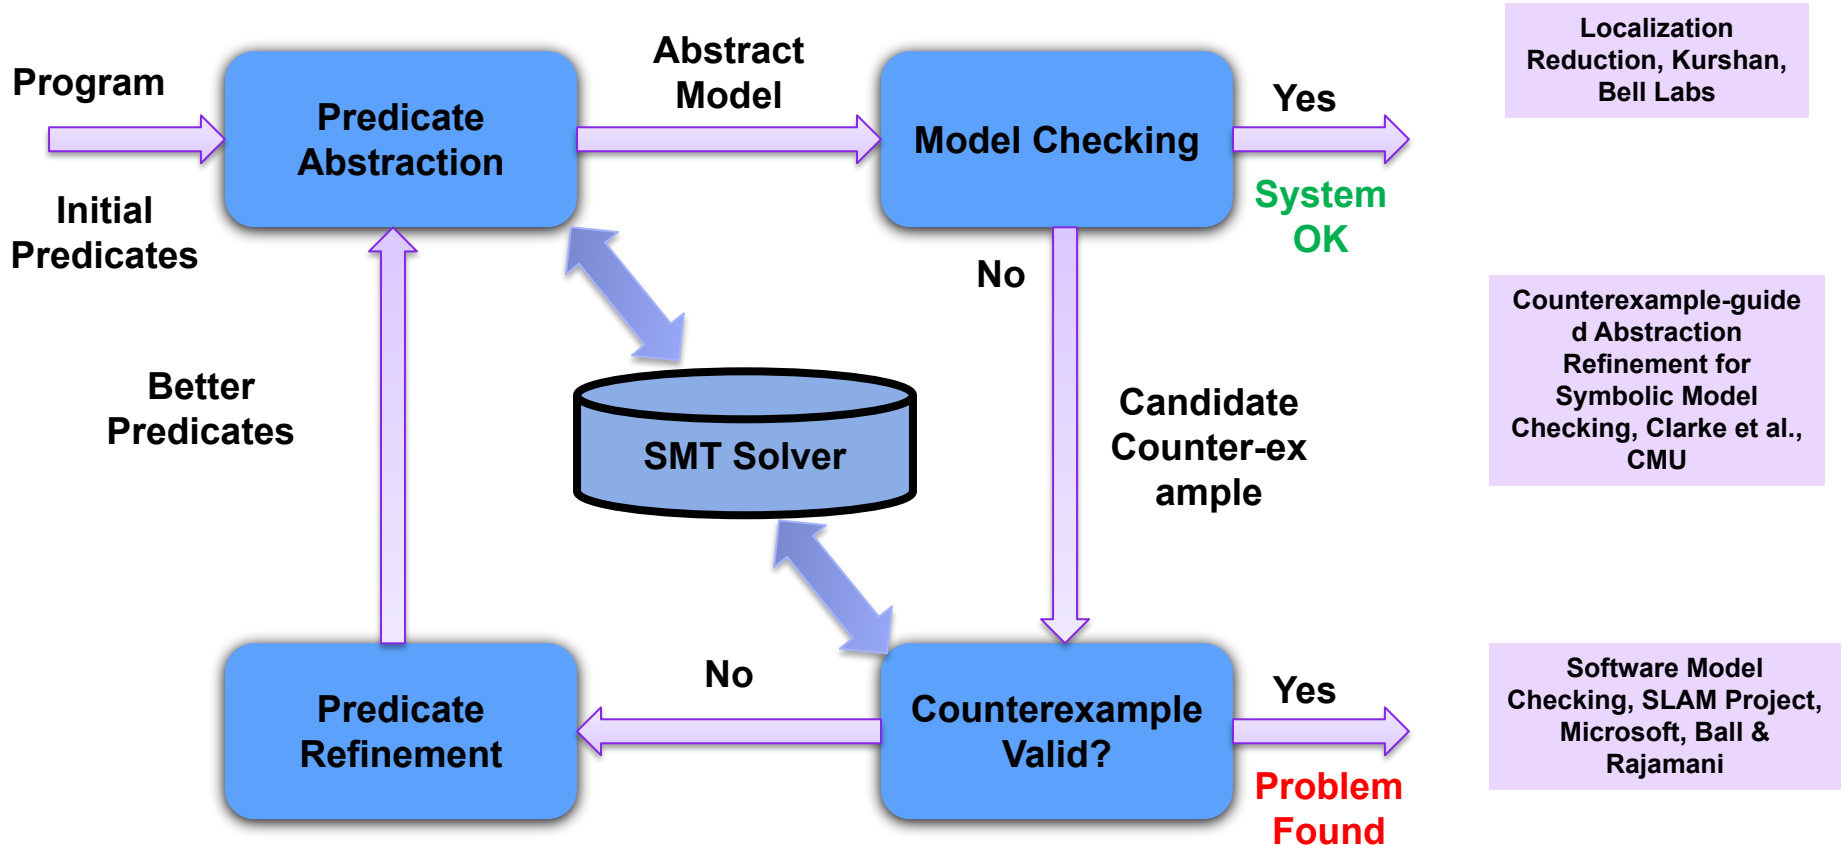 Program
Initial
Predicates
Predicate
Abstraction
Abstract
Model
Model Checking
Yes
System
OK
No
Better
Predicates
SMT Solver
Candidate
Counter-ex
ample
Predicate
Refinement
No
Counterexample
Valid?
Yes
Problem
Found
Localization
Reduction, Kurshan,
Bell Labs
Counterexample-guide
d Abstraction
Refinement for
Symbolic Model
Checking, Clarke et al.,
CMU
Software Model
Checking, SLAM Project,
Microsoft, Ball &
Rajamani